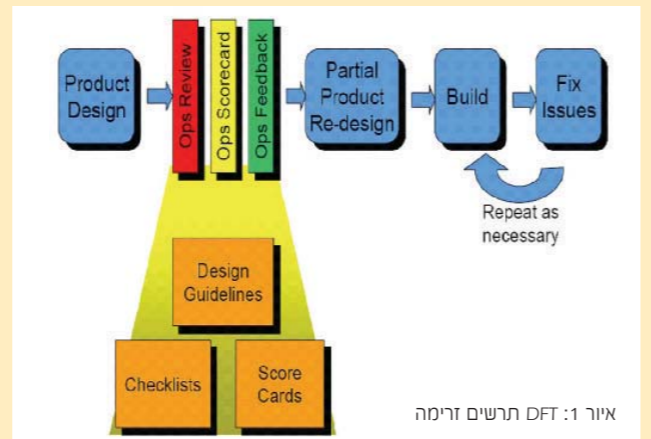 Product
Design
Ops Review
Ops Scorecard
Ops Feedback
Partial
Product
Re-design
Build
Fix
Issues
Repeat as
necessary
Design
Guidelines
Checklists
Score
Cards
איור 1: DFT תרשים זרימה